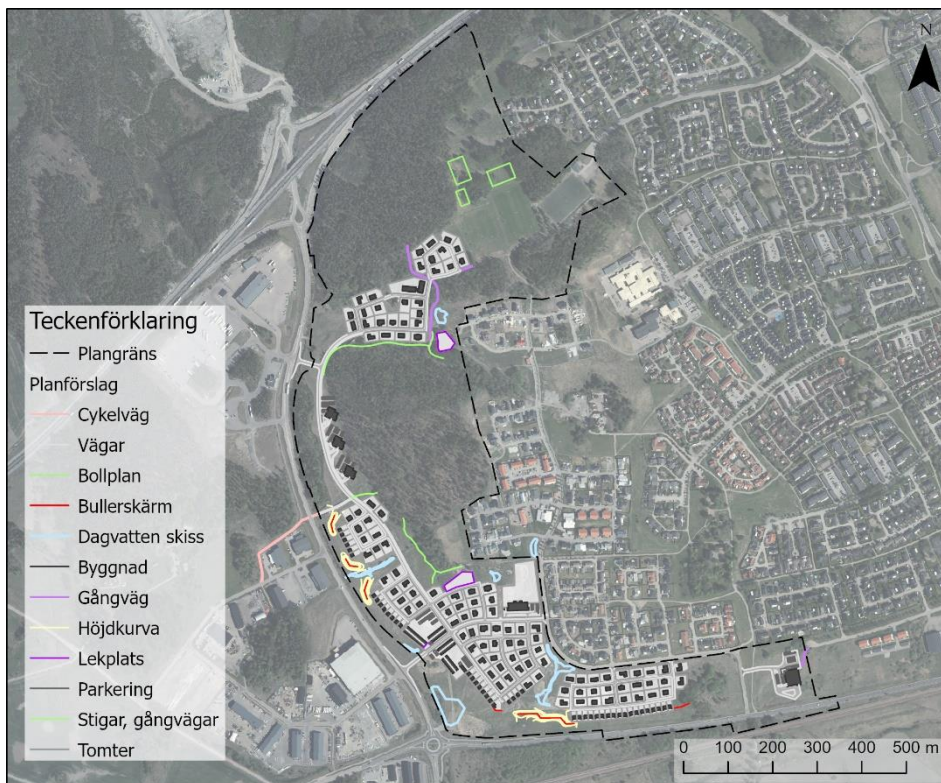 N
Teckenförklaring
Plangräns
Planförslag
Cykelväg
Vägar
Bollplan
Bullerskärm
Dagvatten skiss
Byggnad
Gångväg
Höjdkurva
Lekplats
Parkering
Stigar, gångvägar
Tomter
0 100 200 300 400 500 m